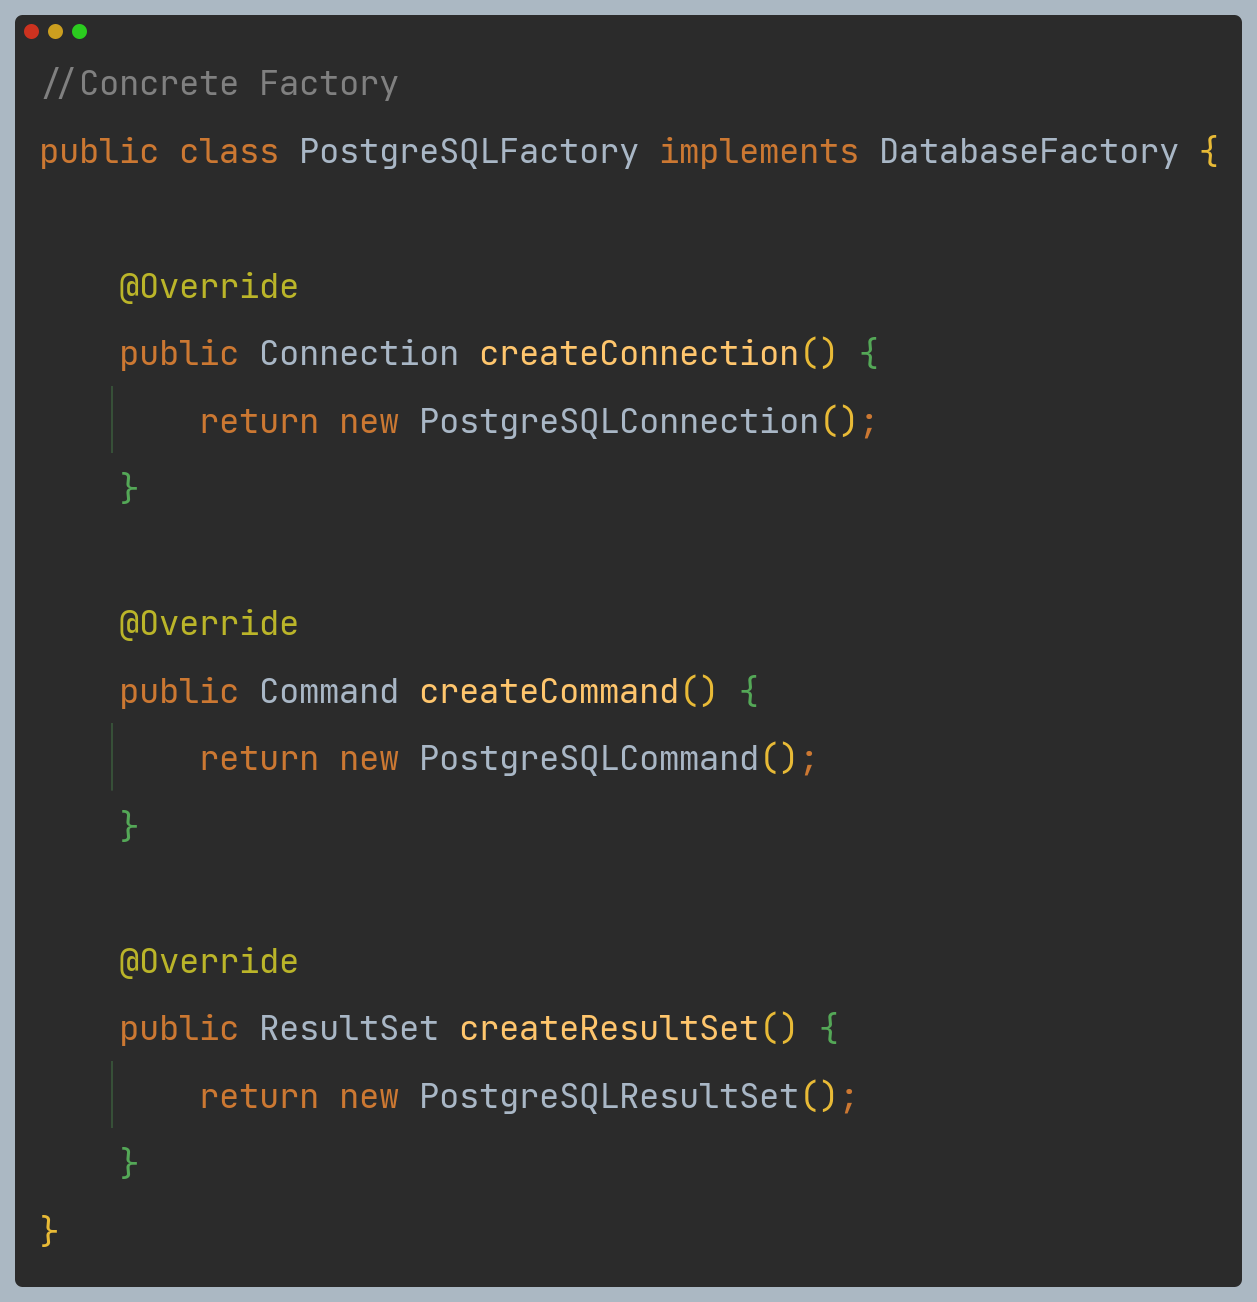 //Concrete Factory
public class PostgreSQLFactory implements DatabaseFactory {
@Override
public Connection createConnection() {
return new PostgreSQLConnection();
}
@Override
public Command createCommand() {
return new PostgreSQLCommand();
}
@Override
public ResultSet createResultSet() {
return new PostgreSQLResultSet();
}
}